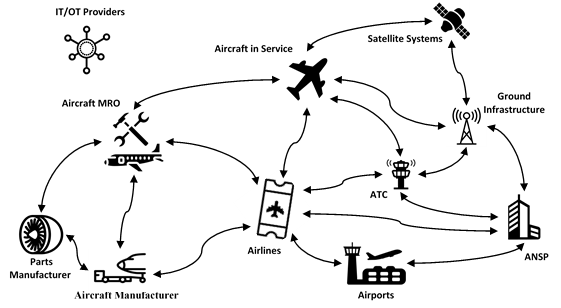 IT/OT Providers
Satellite Systems
Aircraft in Service
Ground
Infrastructure
Aircraft MRO
ATC
Airlines
ANSP
Parts
Manufacturer
Aircraft Manufacturer
Airports